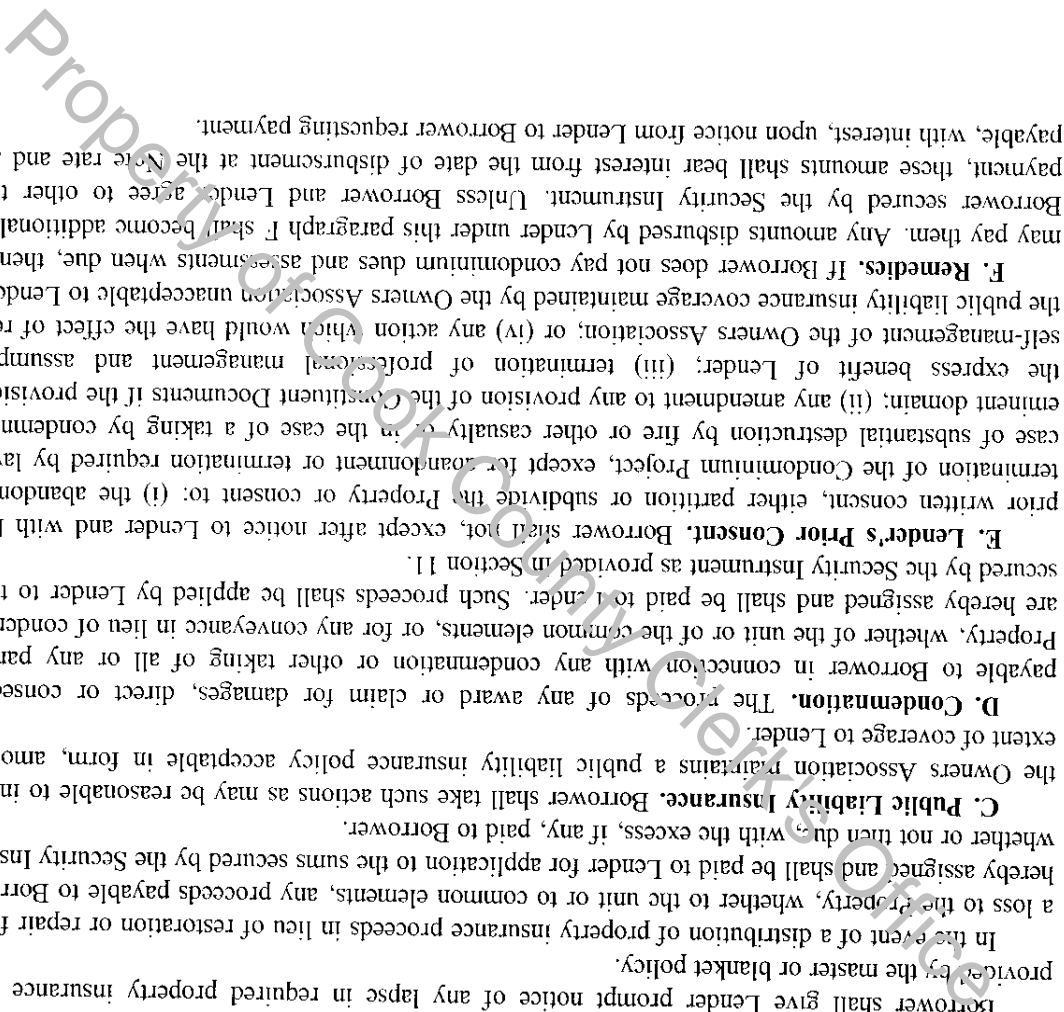 Borrower shall give Lender prompt notice of any lapse in required property insurance
provided by the master or blanket policy.
In the event of a distribution of property insurance proceeds in lieu of restoration or repair f
a loss to the Property, whether to the unit or to common elements, any proceeds payable to Borr
hereby assigned and shall be paid to Lender for application to the sums secured by the Security Ins
whether or not then due, with the excess, if any, paid to Borrower.
C. Public Liability Insurance. Borrower shall take such actions as may be reasonable to in
the Owners Association maintains a public liability insurance policy acceptable in form, amo
extent of coverage to Lender.
D. Condemnation. The proceeds of any award or claim for damages, direct or conse
payable to Borrower in connection with any condemnation or other taking of all or any par
Property, whether of the unit or of the common elements, or for any conveyance in lieu of conden
are hereby assigned and shall be paid to Lender. Such proceeds shall be applied by Lender to t
secured by the Security Instrument as provided in Section 11.
E. Lender's Prior Consent. Borrower shall not, except after notice to Lender and with
prior written consent, either partition or subdivide the Property or consent to: (i) the abandon
termination of the Condominium Project, except for abandonment or termination required by la
case of substantial destruction by fire or other casualty or in the case of a taking by condemn
eminent domain; (ii) any amendment to any provision of the Constituent Documents if the provisi
the express benefit of Lender; (iii) termination of professional management and assump
self-management of the Owners Association; or (iv) any action which would have the effect of re
the public liability insurance coverage maintained by the Owners Association unacceptable to Lende
F. Remedies. If Borrower does not pay condominium dues and assessments when due, then
may pay them. Any amounts disbursed by Lender under this paragraph F shall become additional
Borrower secured by the Security Instrument. Unless Borrower and Lender agree to other t
payment, these amounts shall bear interest from the date of disbursement at the Note rate and
payable, with interest, upon notice from Lender to Borrower requesting payment.
Property of Cook County Clerk's Office